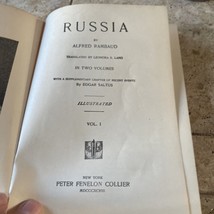 RUSSIA
BY
ALFRED RAMBAUD
TRANSLATED BY LEONORA B. LANG
IN TWO VOLUMES
WITH A SUPPLEMENTARY CHAPTER OF RECENT EVENTS
By EDGAR SALTUS
ILLUSTRATED
VOL. I
NEW YORK
PETER FENELON COLLIER